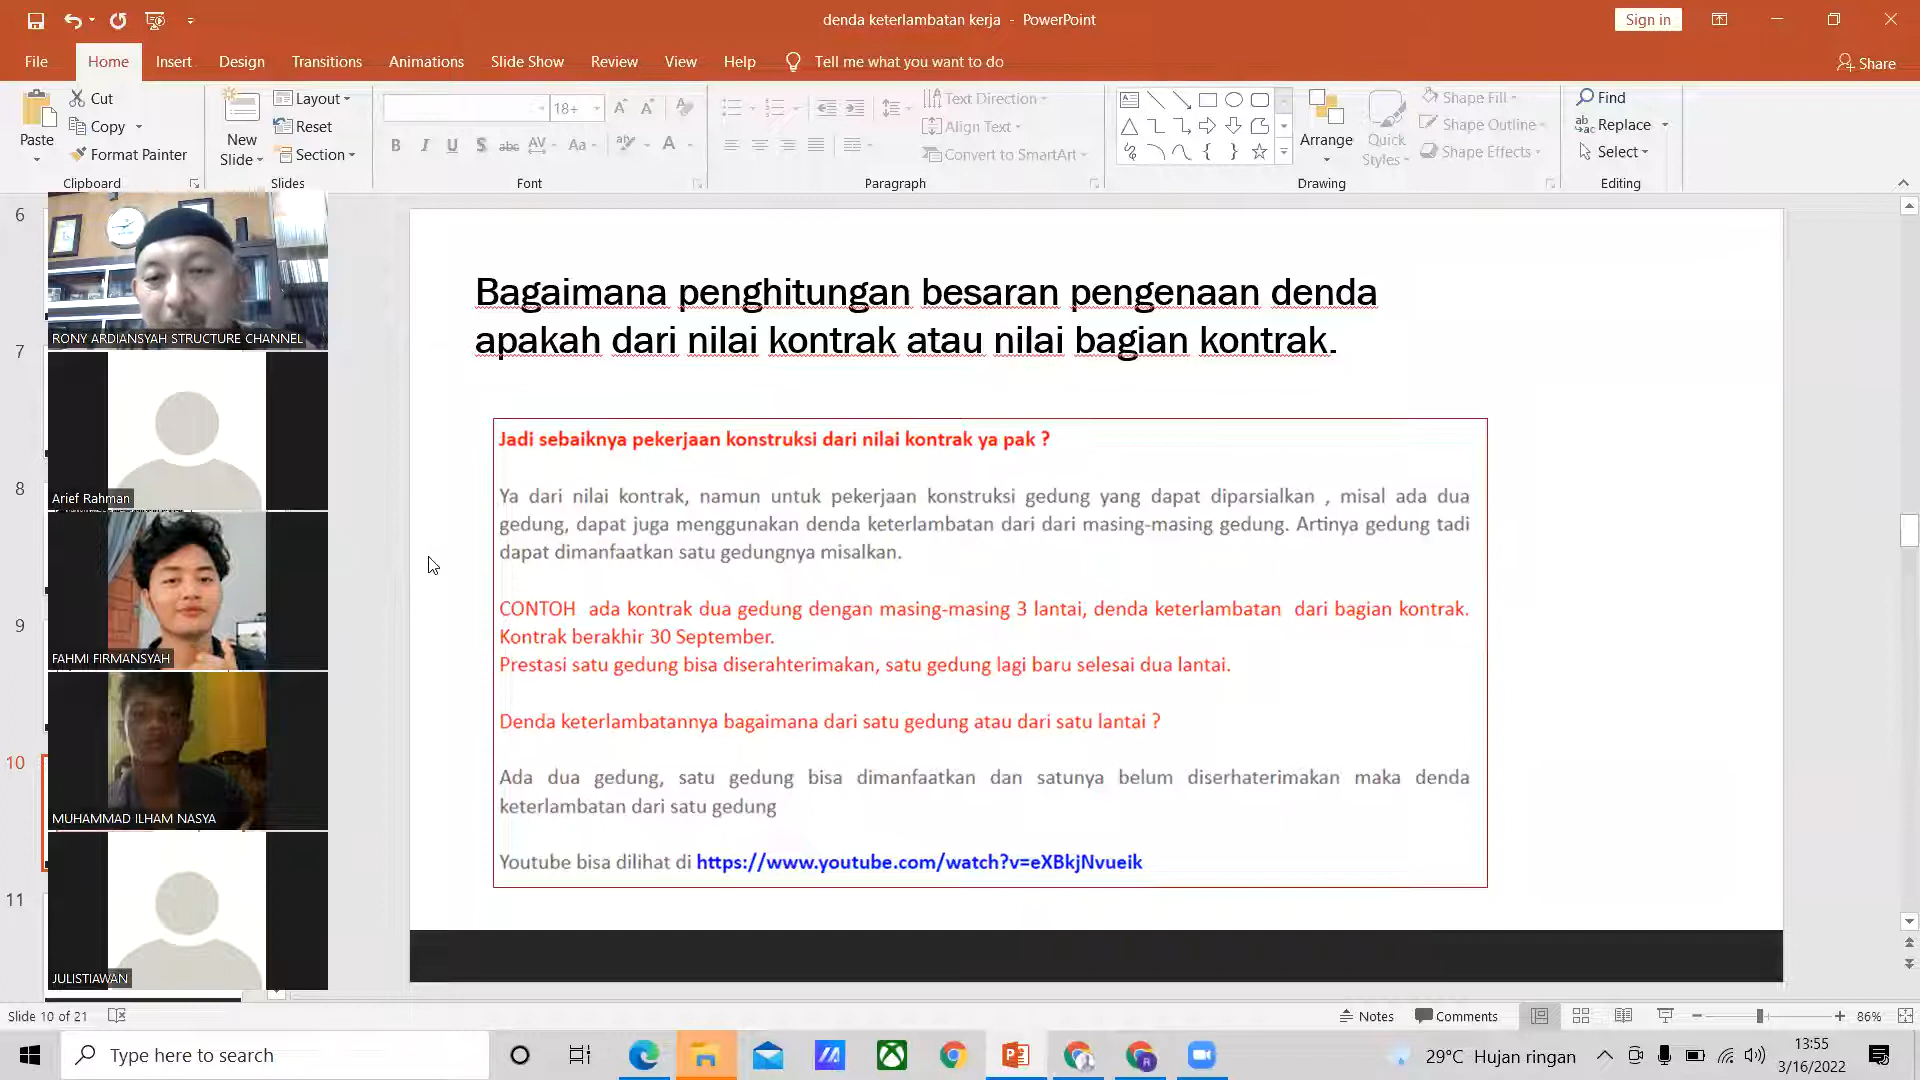 denda keterlambatan kerja - PowerPoint
Sign in
File Home Insert Design Transitions Animations Slide Show Review View Help Tell me what you want to do Share
Paste
Cut
Copy
Format Painter
Clipboard
New Slide
Layout
Reset
Section
Slides
18+
Font
Text Direction
Align Text
Convert to SmartArt
Paragraph
Arrange
Quick Styles
Shape Fill
Shape Outline
Shape Effects
Drawing
Find
Replace
Select
Editing
6
7
8
9
10
11
RONY ARDIANSYAH STRUCTURE CHANNEL
Arief Rahman
FAHMI FIRMANSYAH
MUHAMMAD ILHAM NASYA
JULISTIAWAN
Bagaimana penghitungan besaran pengenaan denda
apakah dari nilai kontrak atau nilai bagian kontrak.
Jadi sebaiknya pekerjaan konstruksi dari nilai kontrak ya pak ?
Ya dari nilai kontrak, namun untuk pekerjaan konstruksi gedung yang dapat diparsialkan , misal ada dua
gedung, dapat juga menggunakan denda keterlambatan dari dari masing-masing gedung. Artinya gedung tadi
dapat dimanfaatkan satu gedungnya misalkan.
CONTOH ada kontrak dua gedung dengan masing-masing 3 lantai, denda keterlambatan dari bagian kontrak.
Kontrak berakhir 30 September.
Prestasi satu gedung bisa diserahterimakan, satu gedung lagi baru selesai dua lantai.
Denda keterlambatannya bagaimana dari satu gedung atau dari satu lantai ?
Ada dua gedung, satu gedung bisa dimanfaatkan dan satunya belum diserhaterimakan maka denda
keterlambatan dari satu gedung
Youtube bisa dilihat di https://www.youtube.com/watch?v=eXBkjNvueik
Slide 10 of 21
Notes
Comments
86%
Type here to search
29°C Hujan ringan
13:55
3/16/2022